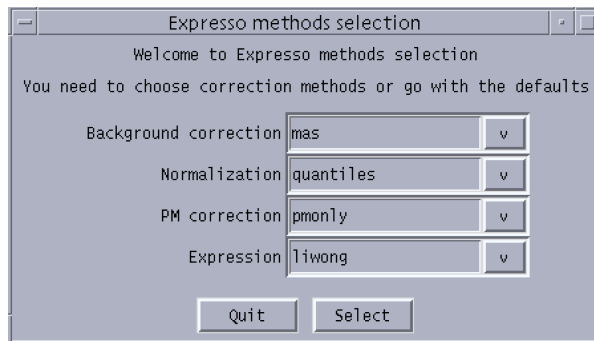 Expresso methods selection
Welcome to Expresso methods selection
You need to choose correction methods or go with the defaults
Background correction mas v
Normalization quantiles v
PM correction pmonly v
Expression liwong v
Quit Select